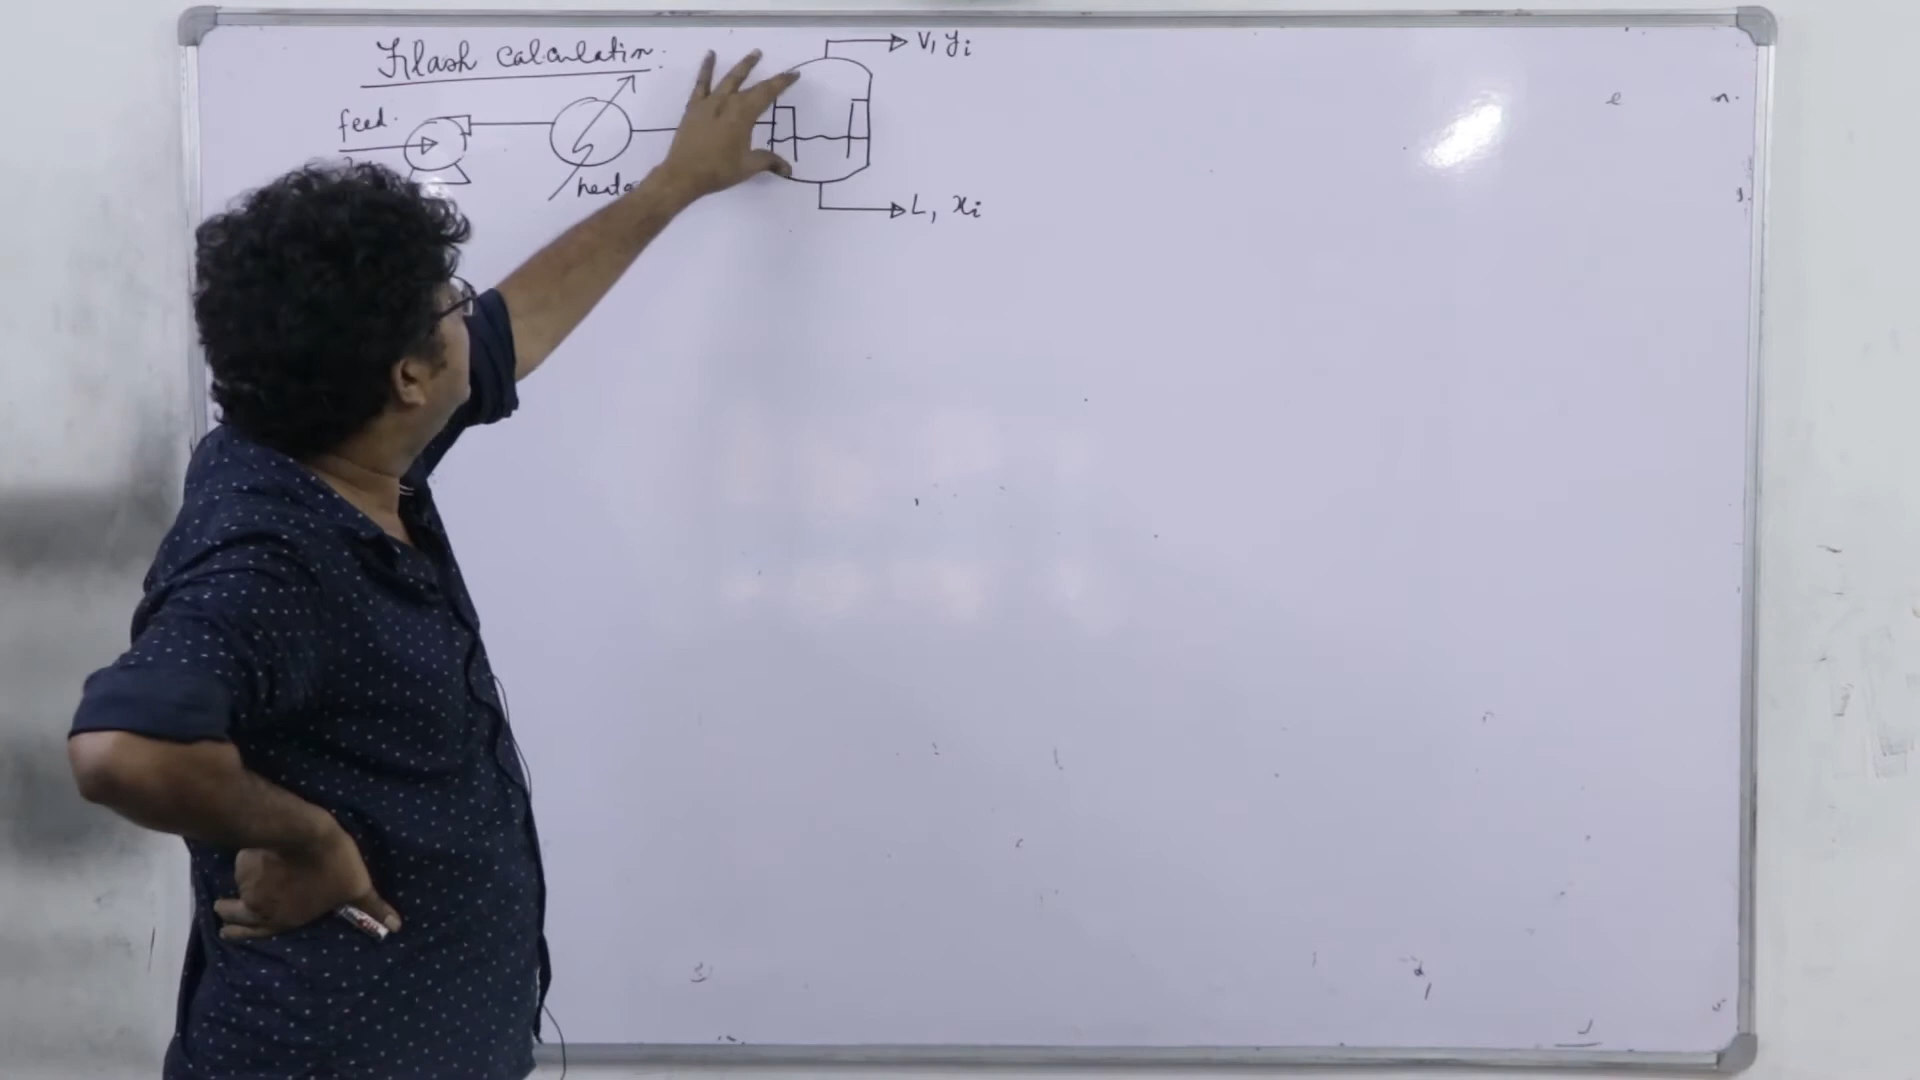 Flash Calculation.
V, yi
feed.
L, xi